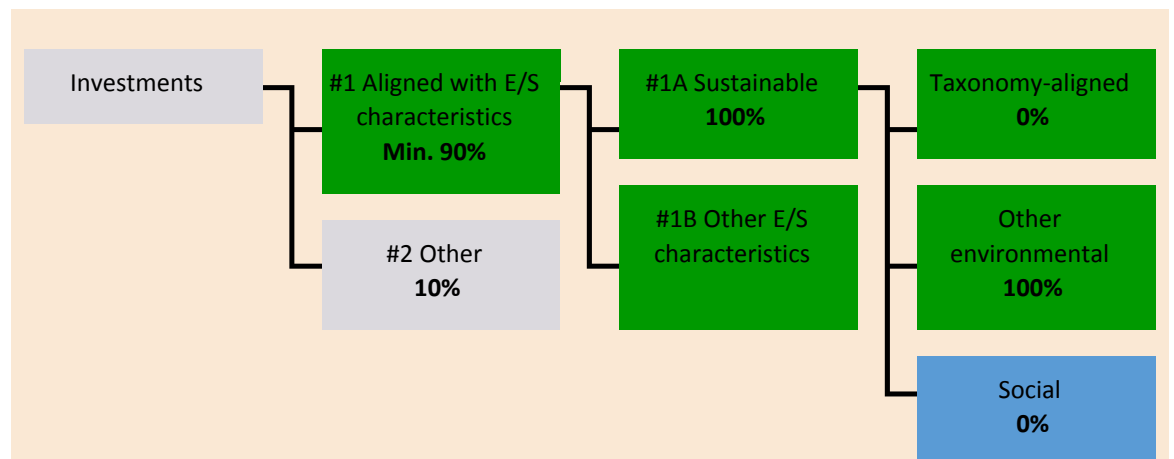 Investments
#1 Aligned with E/S
characteristics
Min. 90%
#2 Other
10%
#1A Sustainable
100%
#1B Other E/S
characteristics
Taxonomy-aligned
0%
Other
environmental
100%
Social
0%